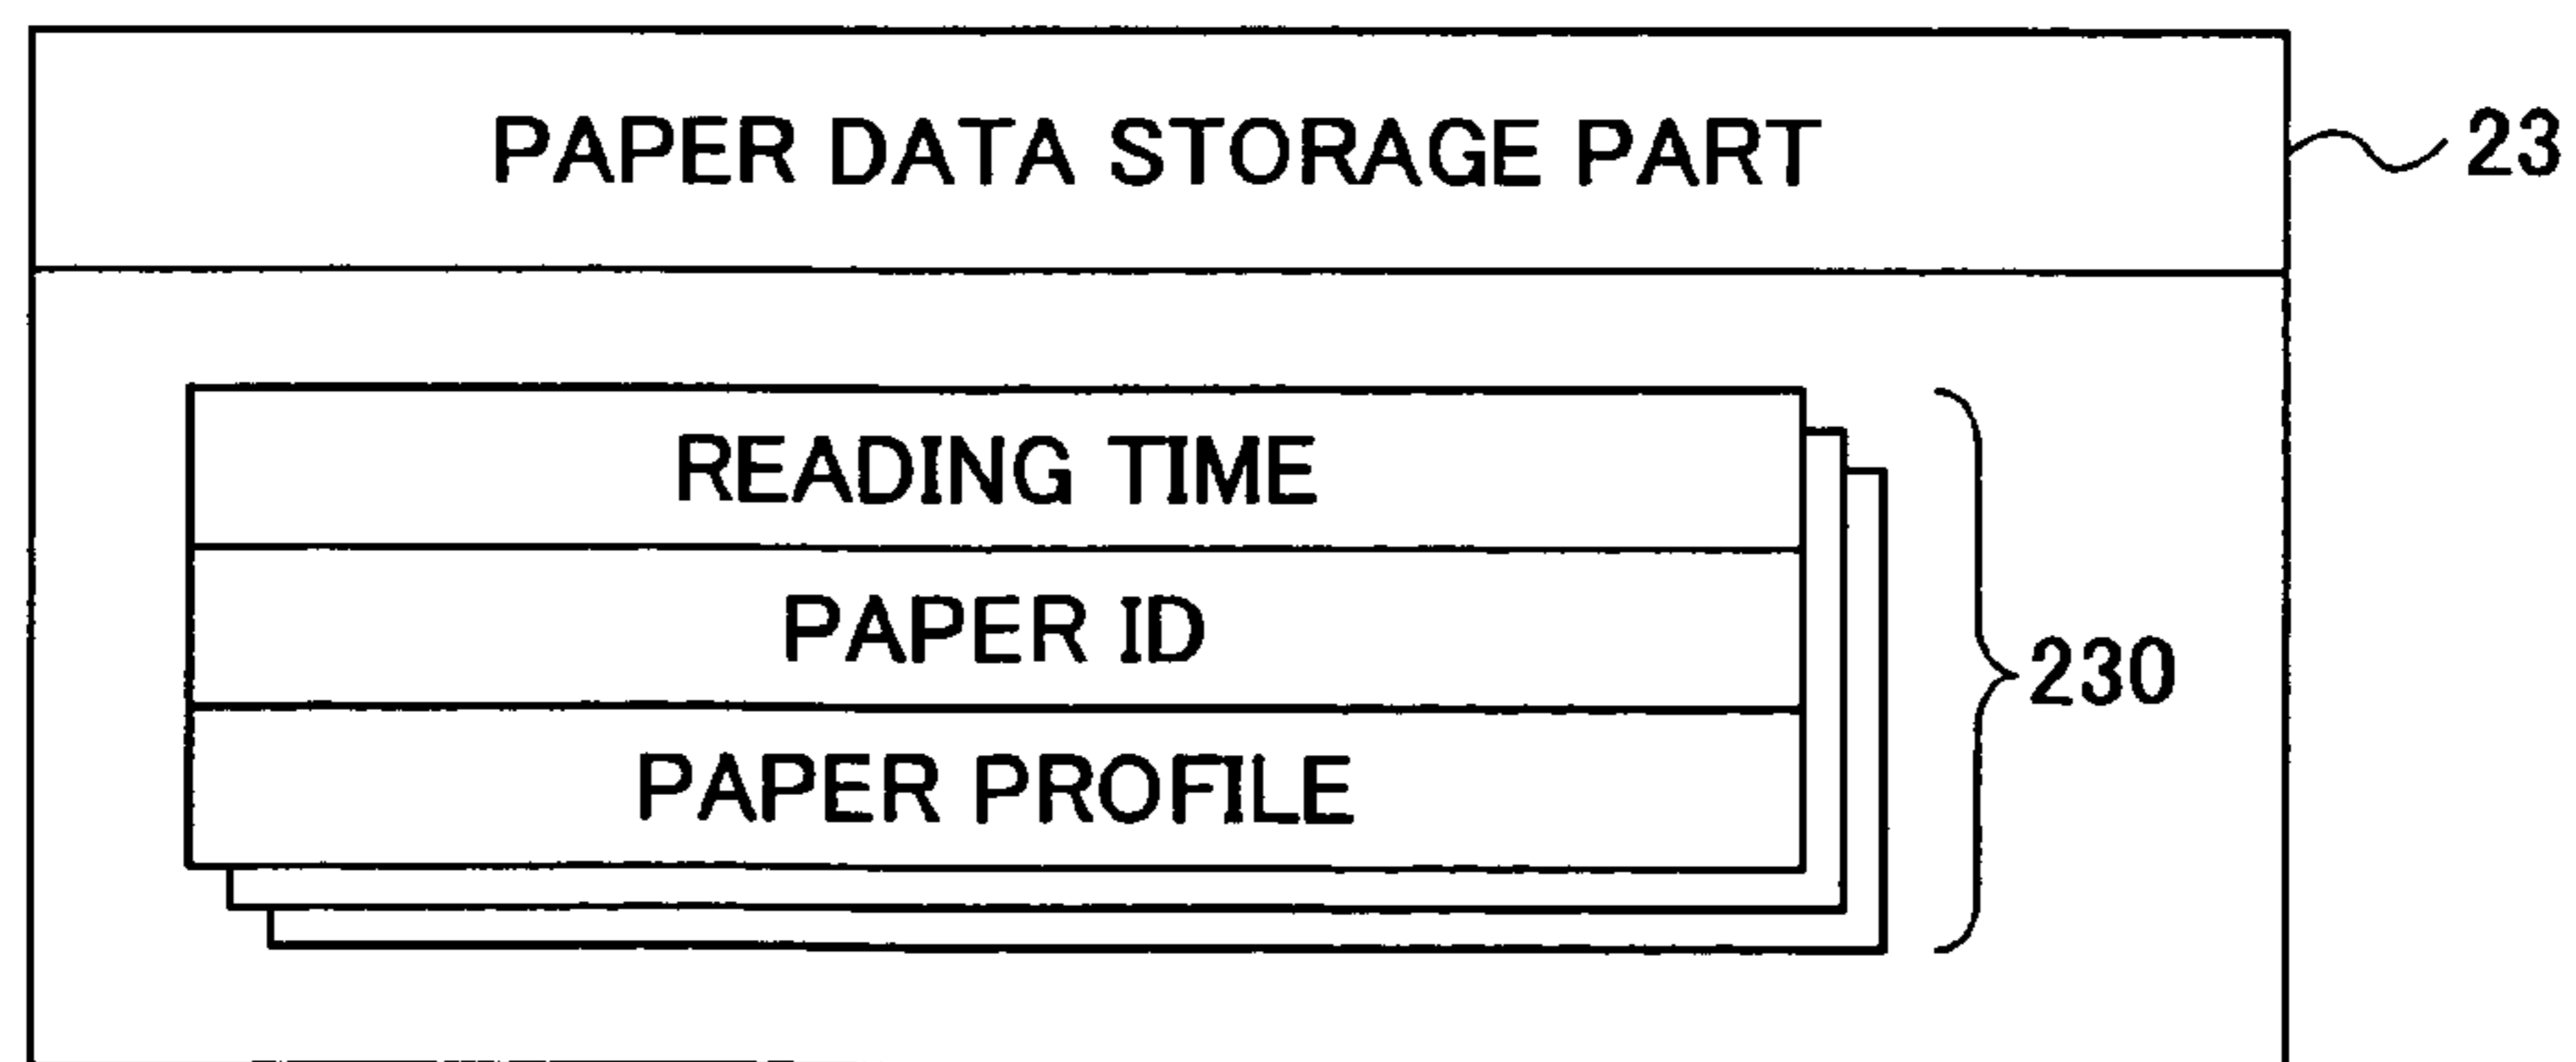 PAPER DATA STORAGE PART
23
READING TIME
PAPER ID
230
PAPER PROFILE